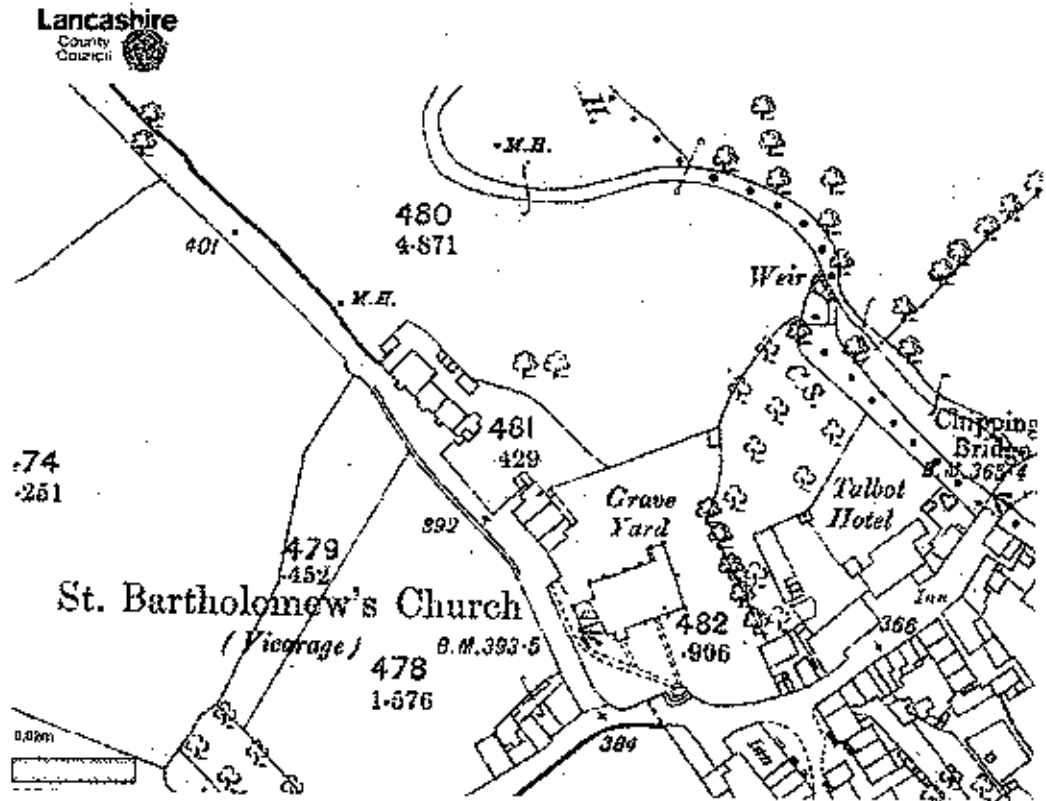 Lancashire
County
Council
M.H.
480
4·871
401
M.H.
Weir
C.S.
481
·429
Chipping
Bridge
B.M.365·4
·251
Grave
Yard
Talbot
Hotel
392
479
·452
St. Bartholomew's Church
(Vicarage)
B.M.393·5
482
·906
Inn
366
478
1·576
384
Inn